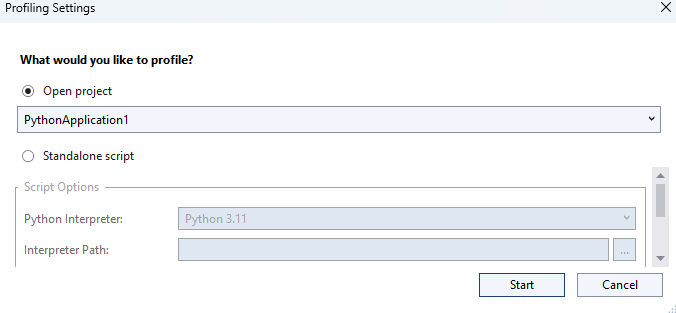 Profiling Settings
What would you like to profile?
Open project
PythonApplication1
Standalone script
Script Options
Python Interpreter:
Python 3.11
Interpreter Path:
...
Start
Cancel